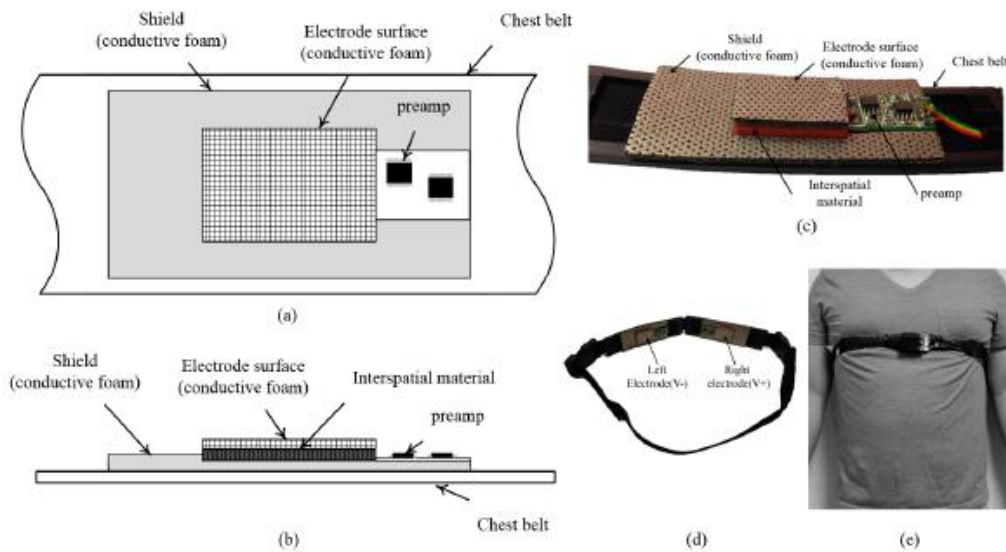 Shield
(conductive foam)
Electrode surface
(conductive foam)
Chest belt
preamp
(a)
Shield
(conductive foam)
Electrode surface
(conductive foam)
Interspatial material
preamp
Chest belt
(b)
Shield
(conductive foam)
Electrode surface
(conductive foam)
Chest belt
Interspatial
material
preamp
(c)
Left
Electrode(V-)
Right
electrode(V+)
(d)
(e)